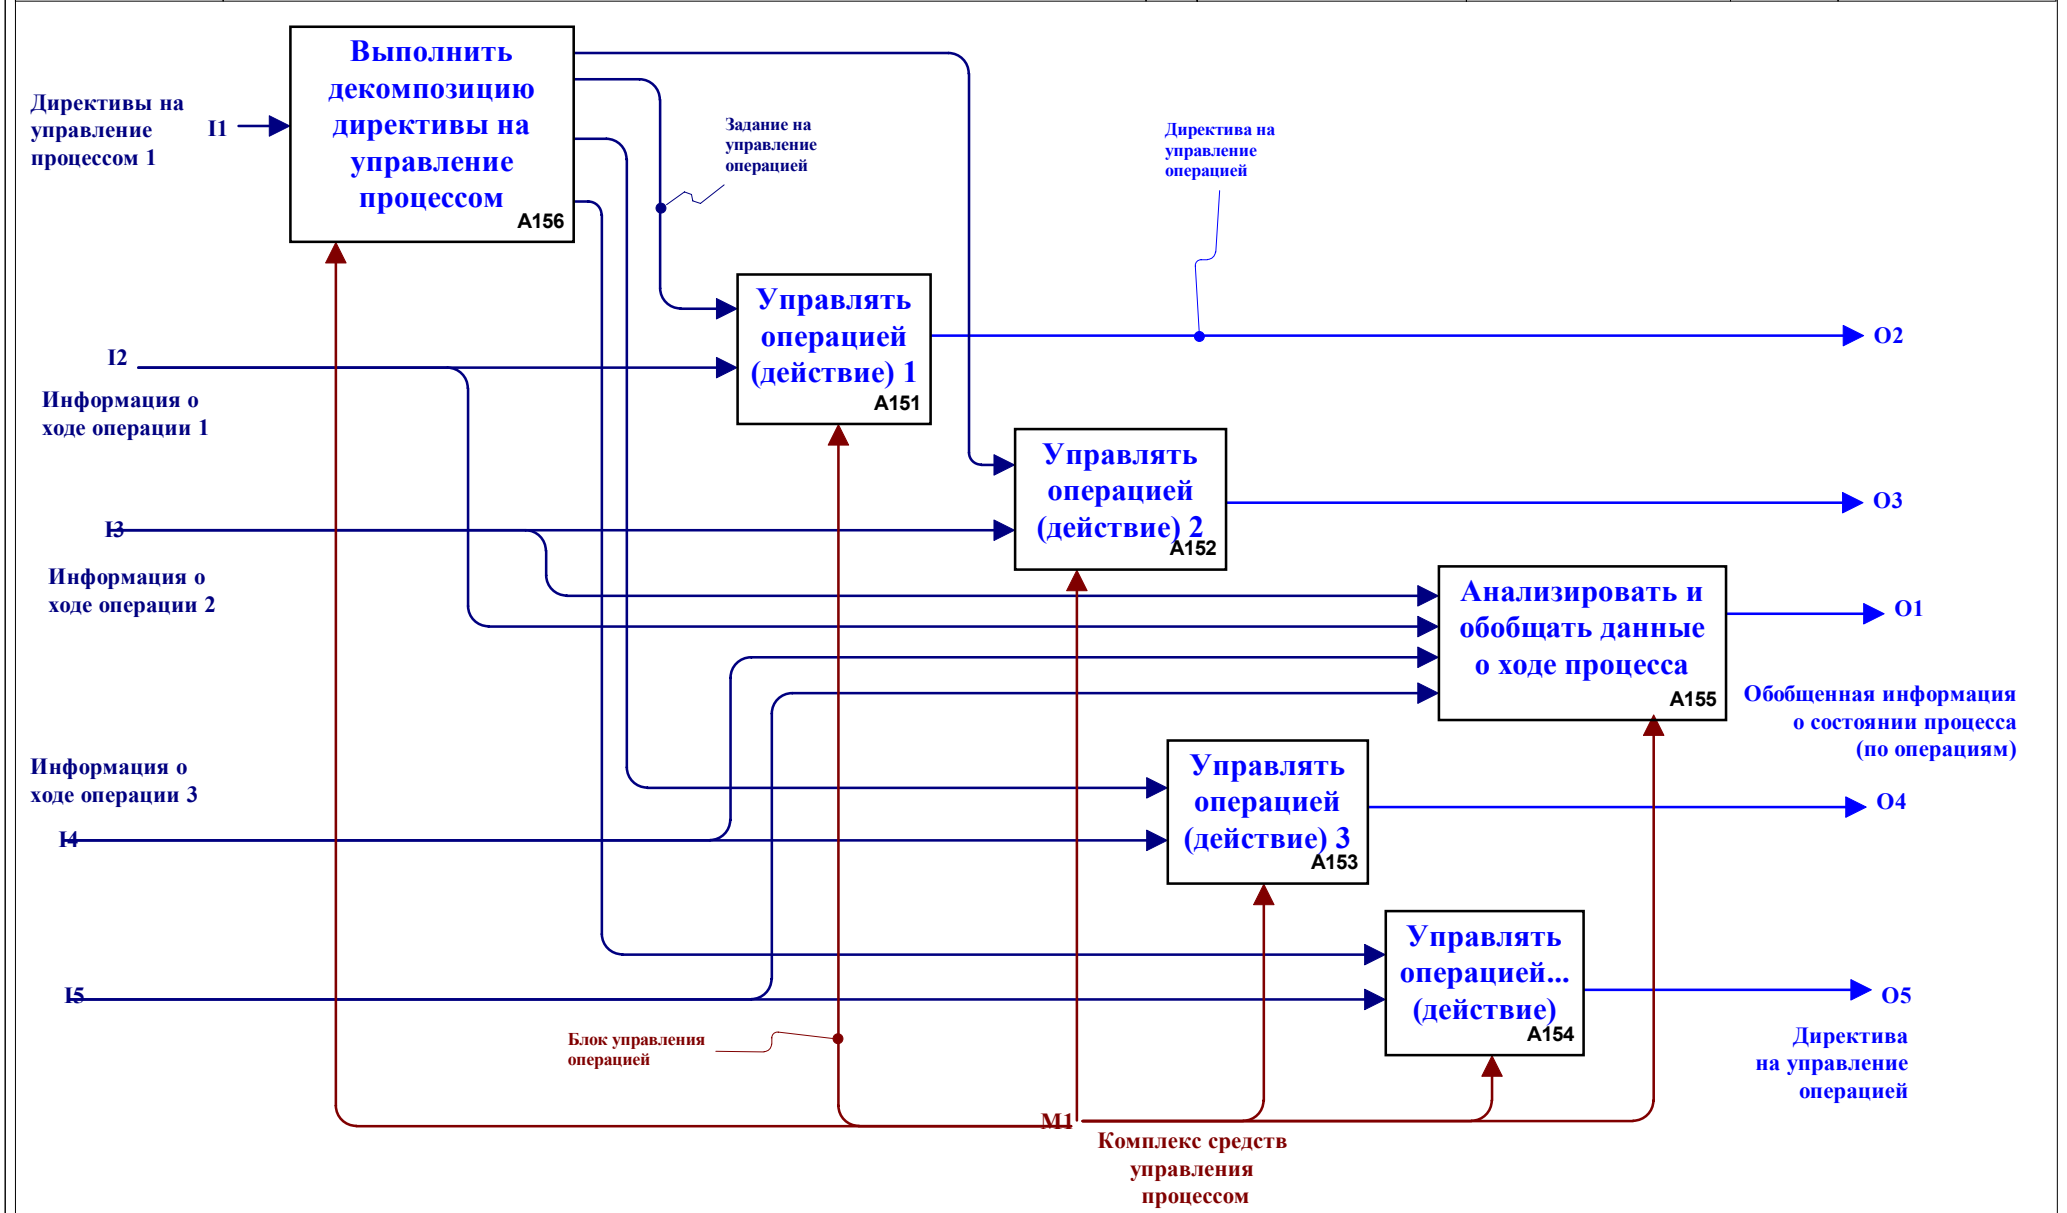 Выполнить
декомпозицию
директивы на
управление
процессом
A156
Директивы на
управление
процессом 1
I1
Задание на
управление
операцией
Директива на
управление
операцией
Управлять
операцией
(действие) 1
A151
O2
I2
Информация о
ходе операции 1
Управлять
операцией
(действие) 2
A152
O3
I3
Информация о
ходе операции 2
Анализировать и
обобщать данные
о ходе процесса
A155
O1
Обобщенная информация
о состоянии процесса
(по операциям)
Информация о
ходе операции 3
I4
Управлять
операцией
(действие) 3
A153
O4
I5
Управлять
операцией...
(действие)
A154
O5
Директива
на управление
операцией
Блок управления
операцией
M1
Комплекс средств
управления
процессом